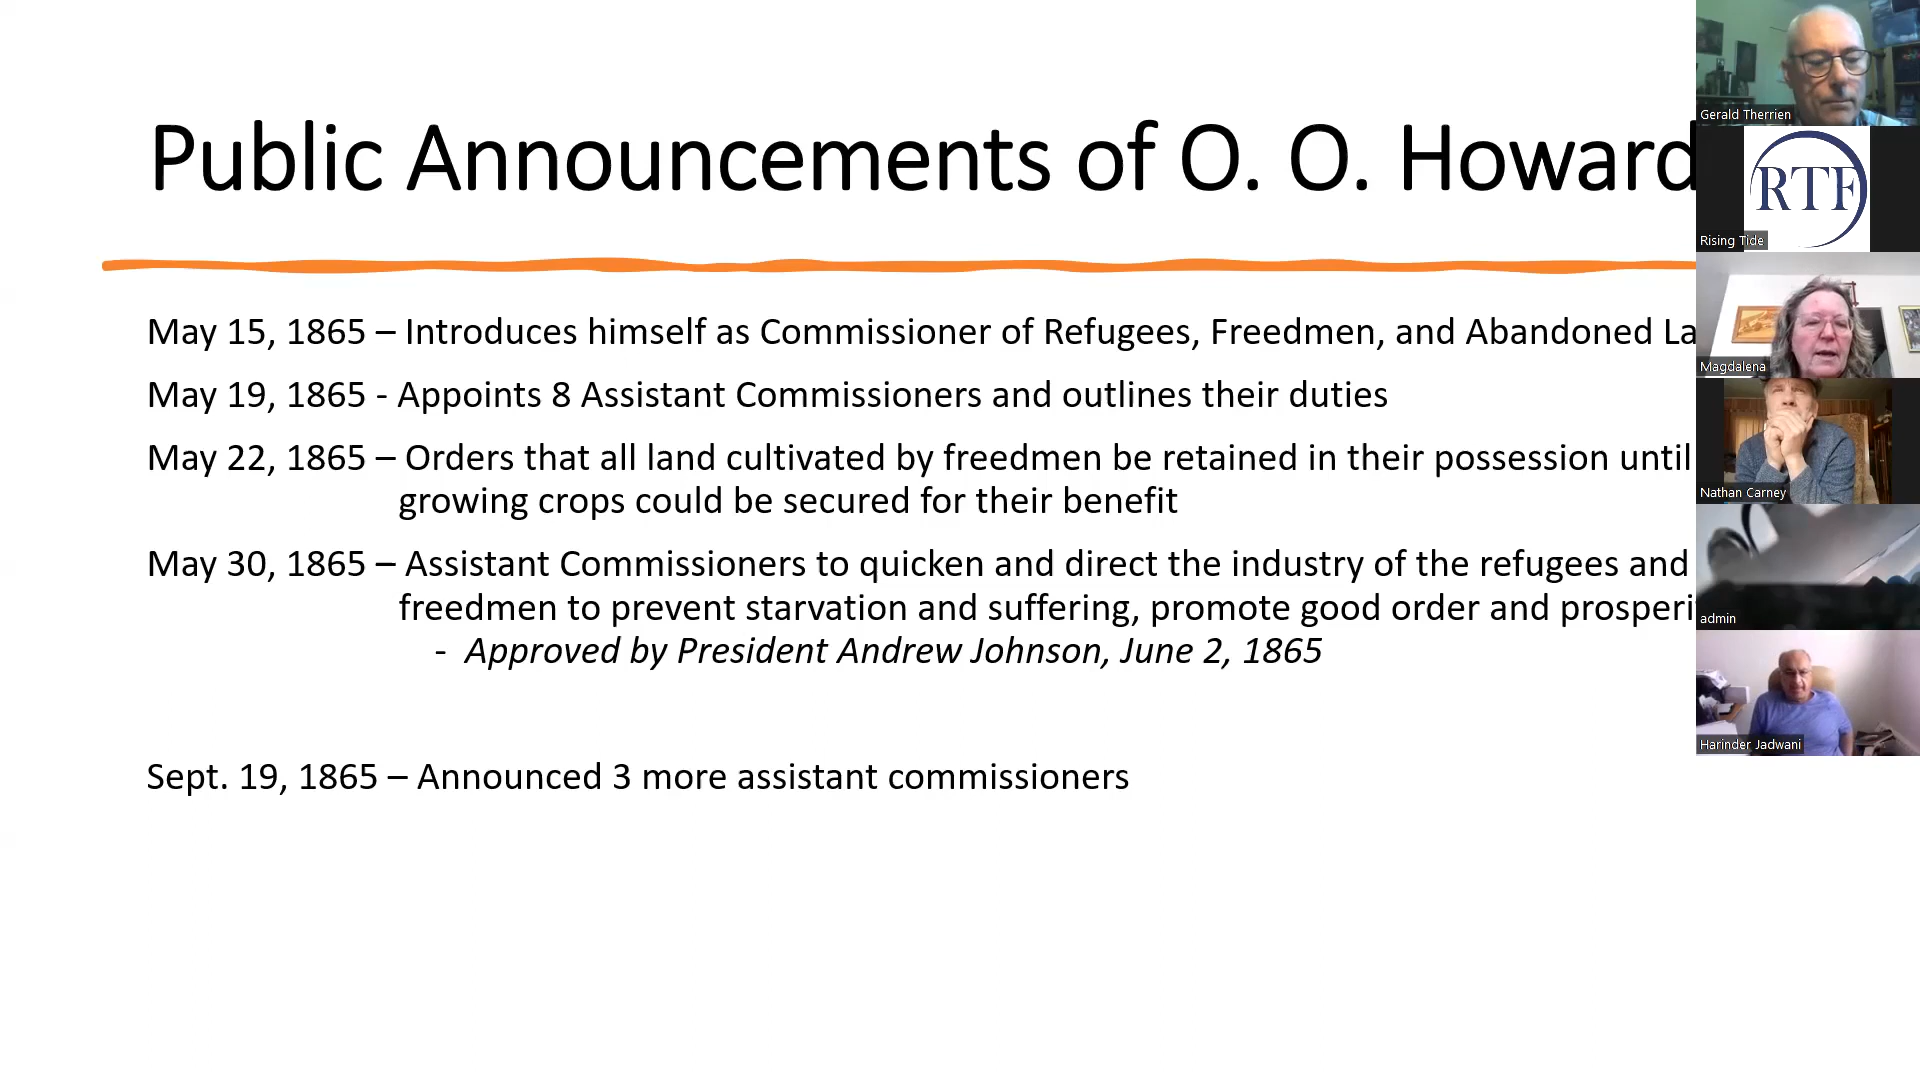 Public Announcements of O. O. Howard
May 15, 1865 – Introduces himself as Commissioner of Refugees, Freedmen, and Abandoned La
May 19, 1865 - Appoints 8 Assistant Commissioners and outlines their duties
May 22, 1865 – Orders that all land cultivated by freedmen be retained in their possession until
growing crops could be secured for their benefit
May 30, 1865 – Assistant Commissioners to quicken and direct the industry of the refugees and
freedmen to prevent starvation and suffering, promote good order and prosperi
- Approved by President Andrew Johnson, June 2, 1865
Sept. 19, 1865 – Announced 3 more assistant commissioners
Gerald Therrien
RTF
Rising Tide
Magdalena
Nathan Carney
admin
Harinder Jadwani